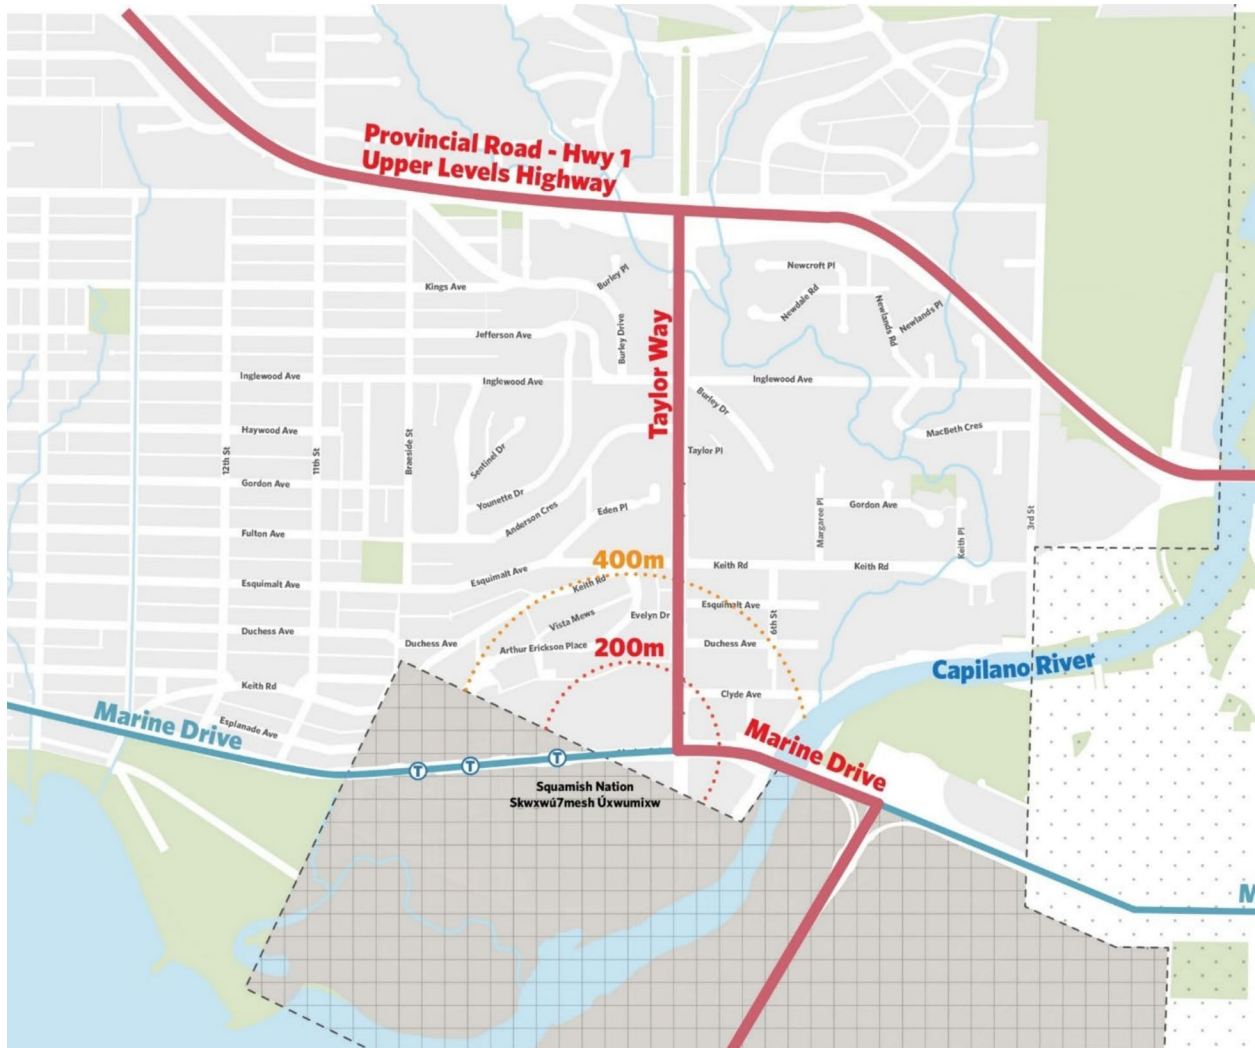 Provincial Road - Hwy 1
Upper Levels Highway
Newcroft Pl
Burley Pl
Kings Ave
Newdale Rd
Newlands Rd
Newlands Pl
Jefferson Ave
Burley Drive
Taylor Way
Inglewood Ave
Inglewood Ave
Inglewood Ave
Burley Dr
Haywood Ave
MacBeth Cres
12th St
11th St
Braeside St
Sentinel Dr
Taylor Pl
Gordon Ave
Younette Dr
Anderson Cres
Eden Pl
Margaree Pl
Gordon Ave
Keith Pl
3rd St
Fulton Ave
400m
Keith Rd
Keith Rd
Esquimalt Ave
Esquimalt Ave
Keith Rd
Vista Mews
Evelyn Dr
Esquimalt Ave
6th St
Duchess Ave
Duchess Ave
Arthur Erickson Place
200m
Duchess Ave
Capilano River
Keith Rd
Clyde Ave
Marine Drive
Esplanade Ave
Marine Drive
T
T
T
Squamish Nation
Skwxwú7mesh Úxwumixw
M